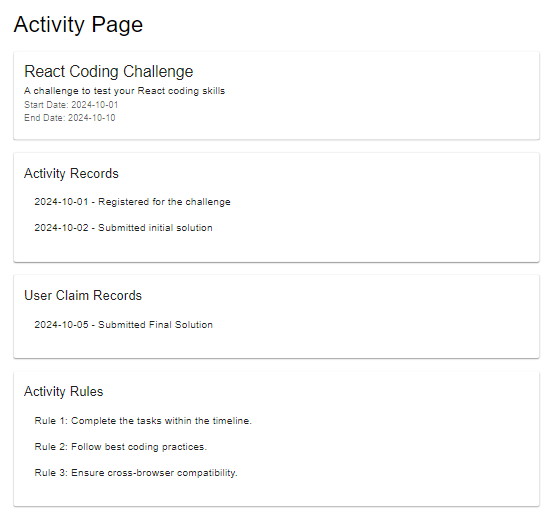 Activity Page
React Coding Challenge
A challenge to test your React coding skills
Start Date: 2024-10-01
End Date: 2024-10-10
Activity Records
2024-10-01 - Registered for the challenge
2024-10-02 - Submitted initial solution
User Claim Records
2024-10-05 - Submitted Final Solution
Activity Rules
Rule 1: Complete the tasks within the timeline.
Rule 2: Follow best coding practices.
Rule 3: Ensure cross-browser compatibility.